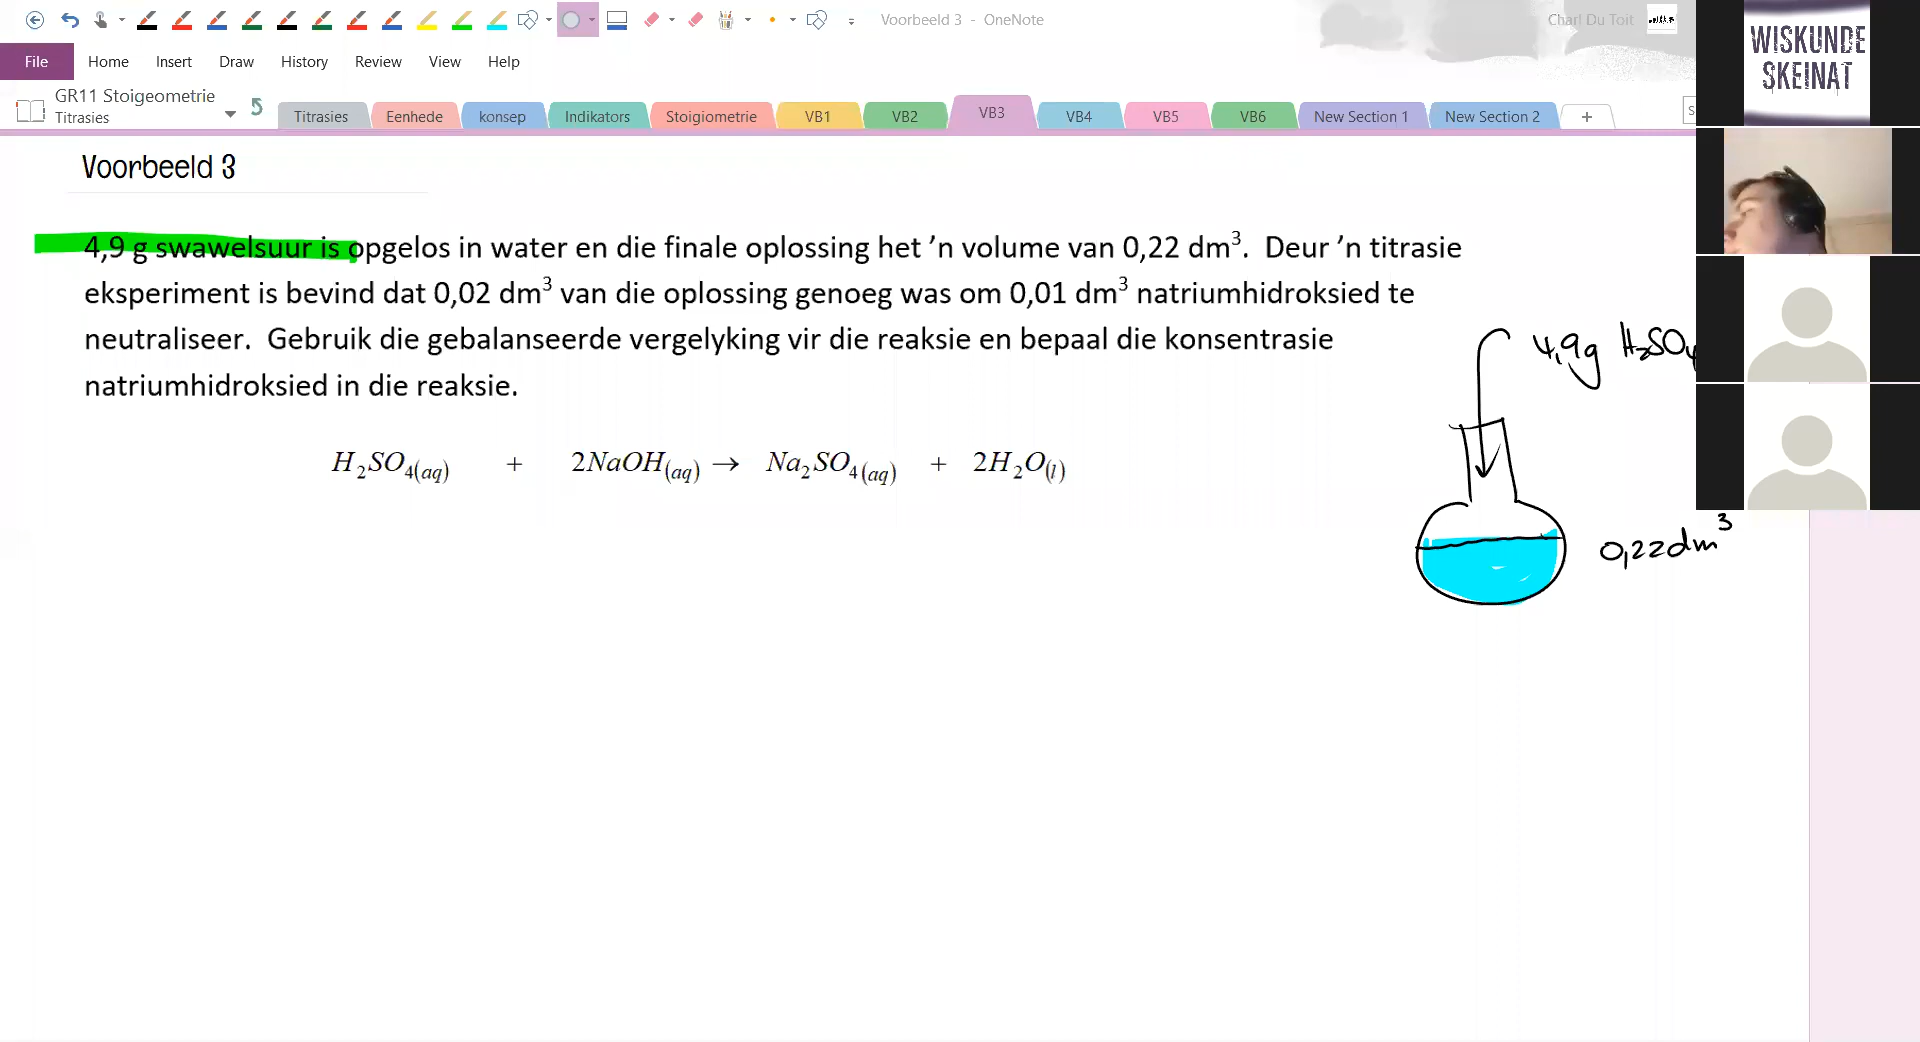 Voorbeeld 3 - OneNote
Charl Du Toit
WISKUNDE
SKEINAT
File Home Insert Draw History Review View Help
GR11 Stoigeometrie
Titrasies
Titrasies Eenhede konsep Indikators Stoigiometrie VB1 VB2 VB3 VB4 VB5 VB6 New Section 1 New Section 2 +
S
Voorbeeld 3
4,9 g swawelsuur is opgelos in water en die finale oplossing het ’n volume van 0,22 dm³. Deur ’n titrasie
eksperiment is bevind dat 0,02 dm³ van die oplossing genoeg was om 0,01 dm³ natriumhidroksied te
neutraliseer. Gebruik die gebalanseerde vergelyking vir die reaksie en bepaal die konsentrasie
natriumhidroksied in die reaksie.
4,9g H₂SO₄
H₂SO₄(aq) + 2NaOH(aq) → Na₂SO₄(aq) + 2H₂O(l)
0,22dm³